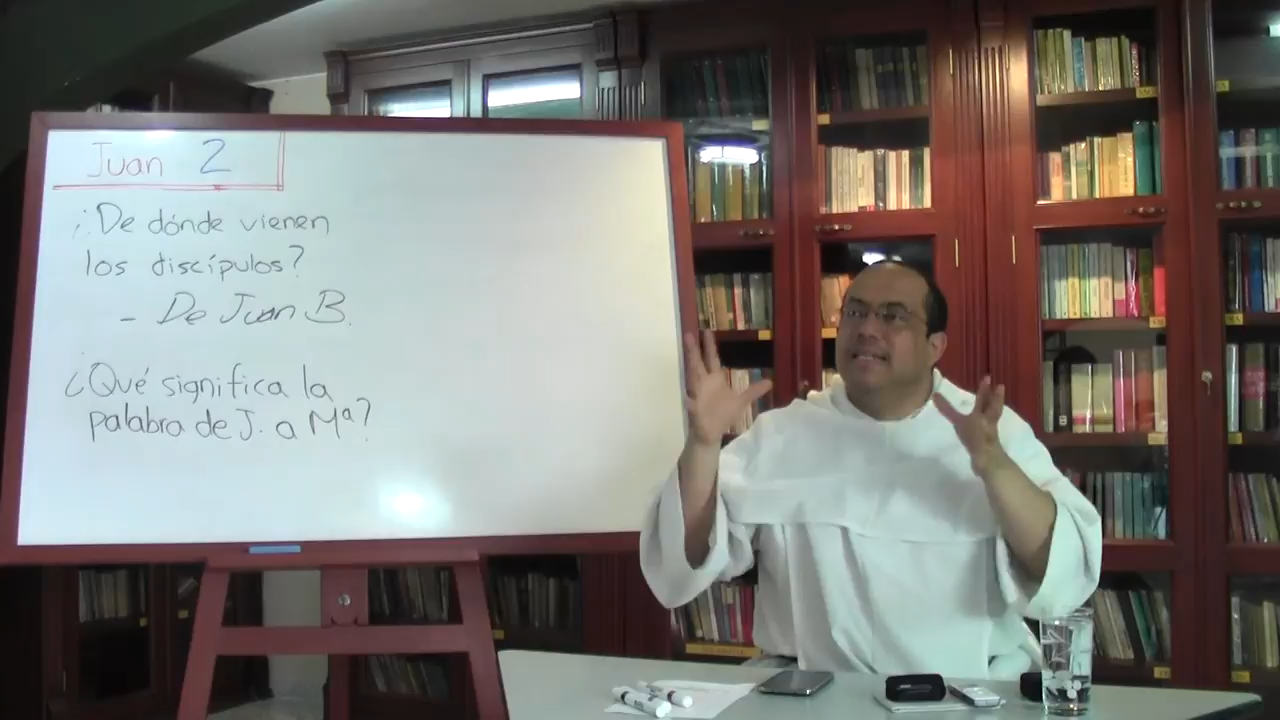 Juan 2
¿De dónde vienen
los discípulos?
- De Juan B.
¿Qué significa la
palabra de J. a Mª?